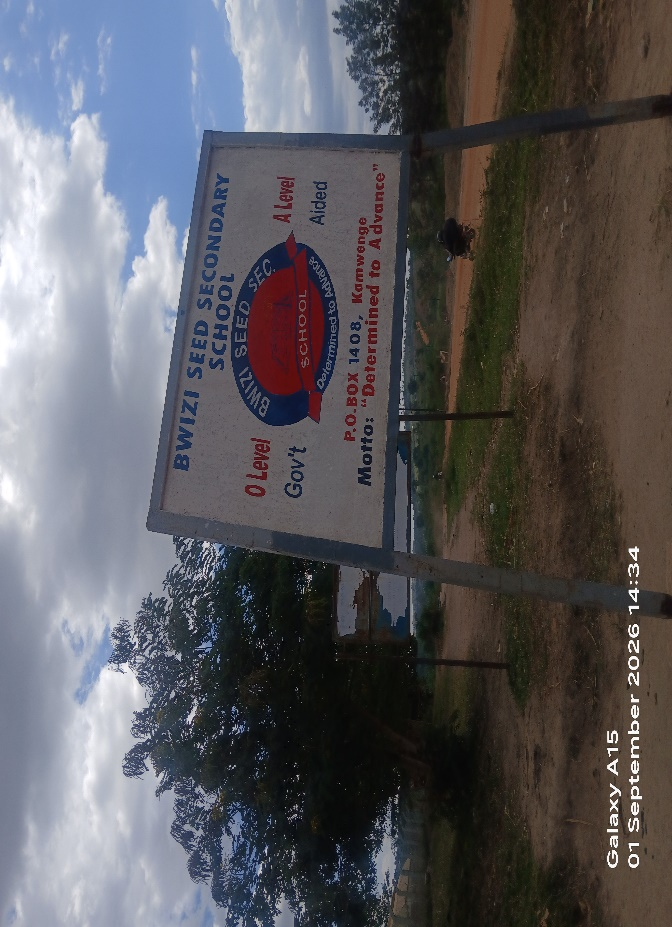 BWIZI SEED SECONDARY
SCHOOL
O Level
A Level
Gov't
Aided
BWIZI SEED SEC.
SCHOOL
Determined to Advance
P.O.BOX 1408, Kamwenge
Motto: "Determined to Advance"
Galaxy A15
01 September 2026 14:34